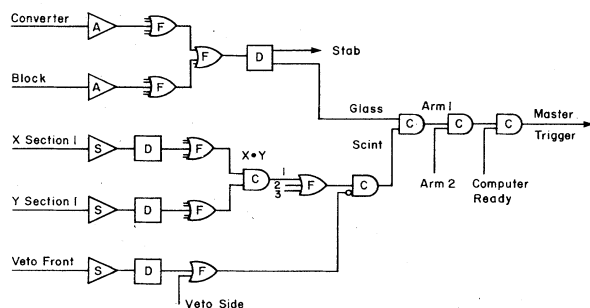 Converter
A
F
F
D
Stab
Block
A
F
Glass
Arm 1
C
C
C
Master
Trigger
X Section 1
S
D
F
Scint
X•Y
C
1
2
3
F
C
Arm 2
Computer
Ready
Y Section 1
S
D
F
Veto Front
S
D
F
Veto Side